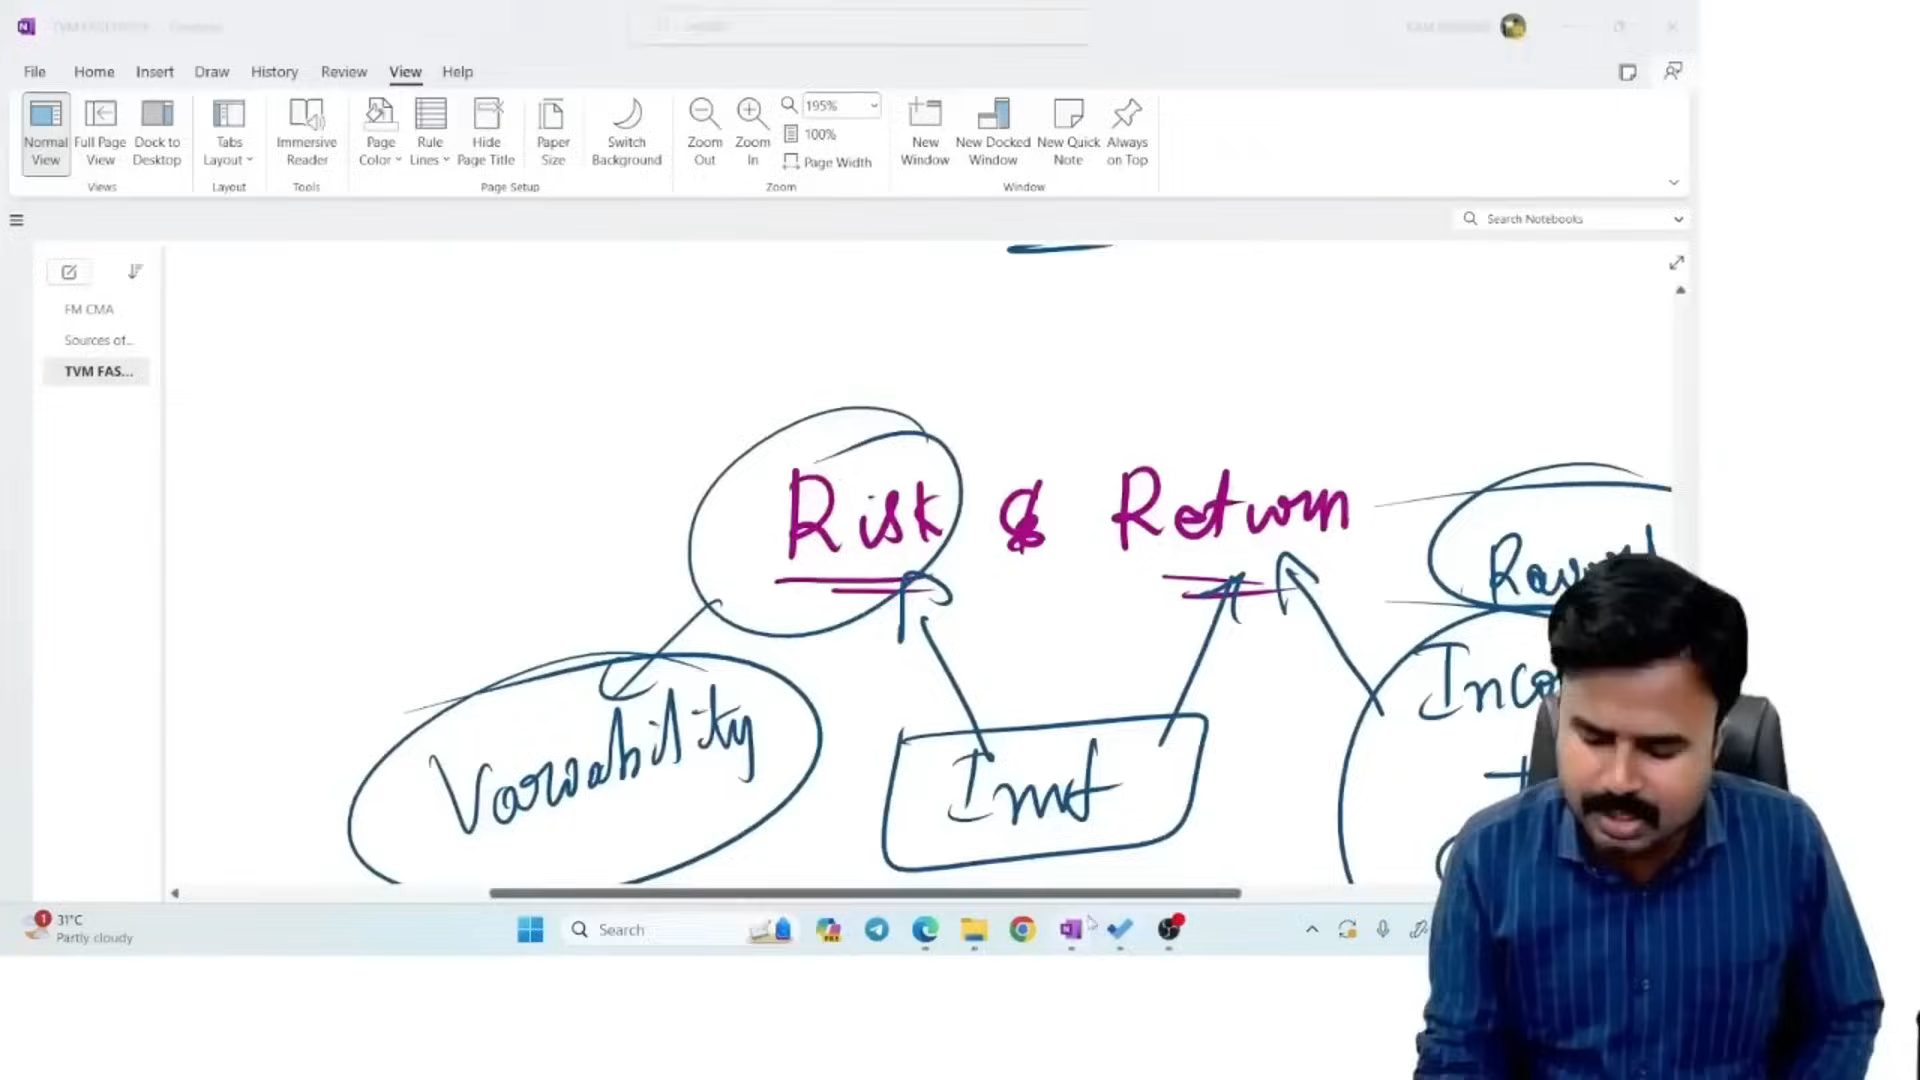 File Home Insert Draw History Review View Help
Normal View
Full Page View
Dock to Desktop
Tabs Layout
Immersive Reader
Page Color
Rule Lines
Hide Page Title
Paper Size
Switch Background
Zoom Out
Zoom In
195%
100%
Page Width
New Window
New Docked Window
New Quick Note
Always on Top
Views Layout Tools Page Setup Zoom Window
Search Notebooks
FM CMA
Sources of...
TVM FAS...
Risk & Return
Variability
Inco
1
31°C
Partly cloudy
Search